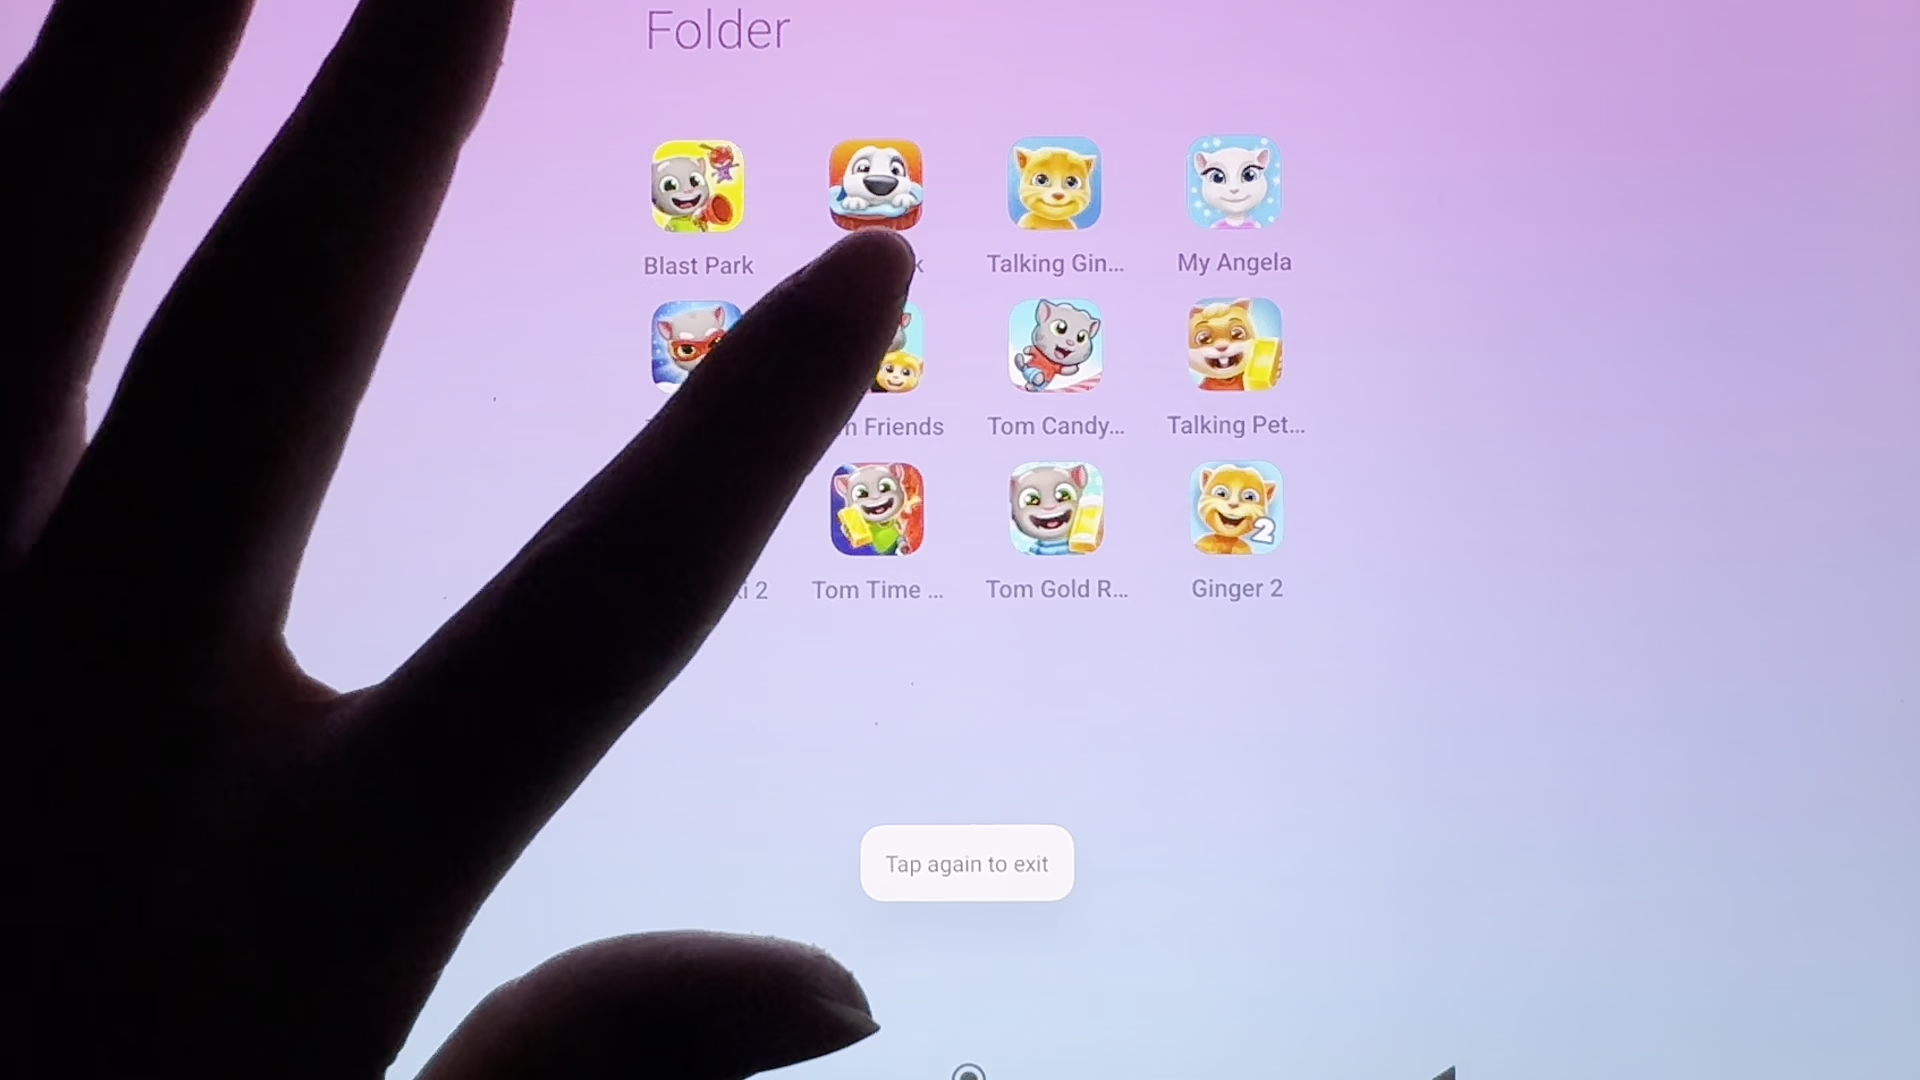 Folder
Blast Park
Talking Gin...
My Angela
Friends
Tom Candy...
Talking Pet...
2
2
Tom Time ...
Tom Gold R...
Ginger 2
Tap again to exit